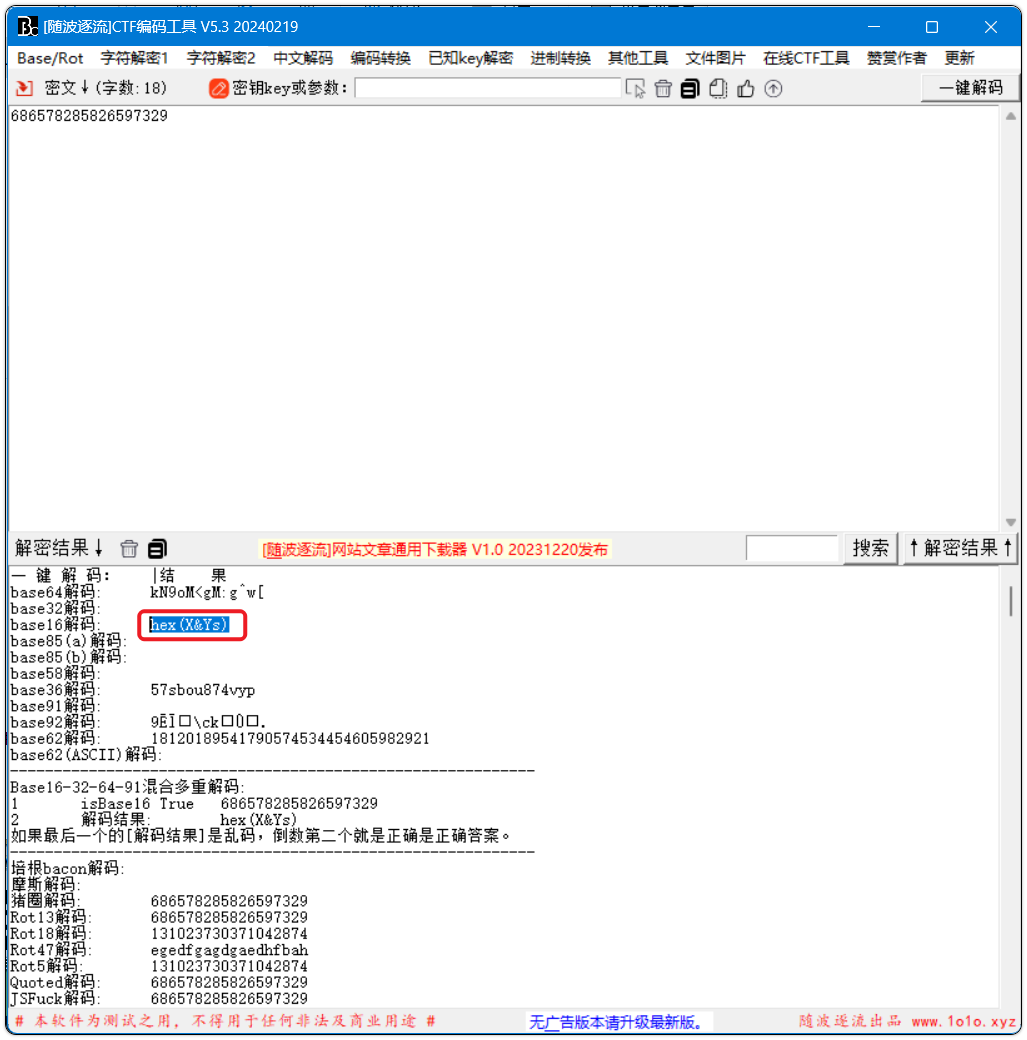 [随波逐流]CTF编码工具 V5.3 20240219
Base/Rot 字符解密1 字符解密2 中文解码 编码转换 已知key解密 进制转换 其他工具 文件图片 在线CTF工具 赞赏作者 更新
密文↓(字数:18) 密钥key或参数: 一键解码
686578285826597329
解密结果↓ [随波逐流]网站文章通用下载器 V1.0 20231220发布 搜索 ↑解密结果↑
一 键 解 码: |结 果
base64解码: kN9oM<gM:g^w[
base32解码:
base16解码: hex(X&Ys)
base85(a)解码:
base85(b)解码:
base58解码:
base36解码: 57sbou874vyp
base91解码:
base92解码: 9ÊÌ□\ck□Û□.
base62解码: 18120189541790574534454605982921
base62(ASCII)解码:
------------------------------------------------------------
Base16-32-64-91混合多重解码:
1 isBase16 True 686578285826597329
2 解码结果: hex(X&Ys)
如果最后一个的[解码结果]是乱码，倒数第二个就是正确是正确答案。
------------------------------------------------------------
培根bacon解码:
摩斯解码:
猪圈解码: 686578285826597329
Rot13解码: 686578285826597329
Rot18解码: 131023730371042874
Rot47解码: egedfgagdgaedhfbah
Rot5解码: 131023730371042874
Quoted解码: 686578285826597329
JSFuck解码: 686578285826597329
# 本软件为测试之用, 不得用于任何非法及商业用途 # 无广告版本请升级最新版。 随波逐流出品 www.1o1o.xyz